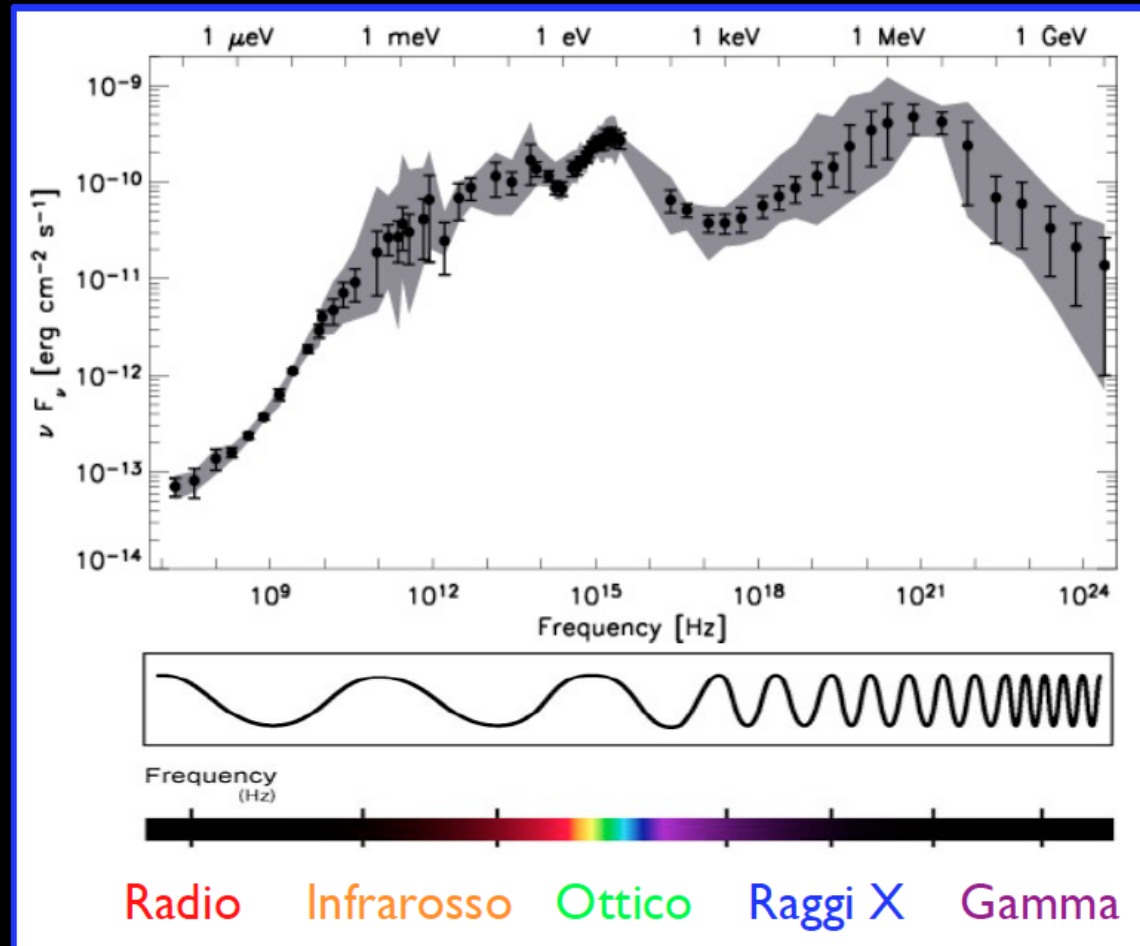 1 μeV 1 meV 1 eV 1 keV 1 MeV 1 GeV
10⁻⁹
10⁻¹⁰
10⁻¹¹
10⁻¹²
10⁻¹³
10⁻¹⁴
ν F_ν [erg cm⁻² s⁻¹]
10⁹ 10¹² 10¹⁵ 10¹⁸ 10²¹ 10²⁴
Frequency [Hz]
Frequency
(Hz)
Radio Infrarosso Ottico Raggi X Gamma